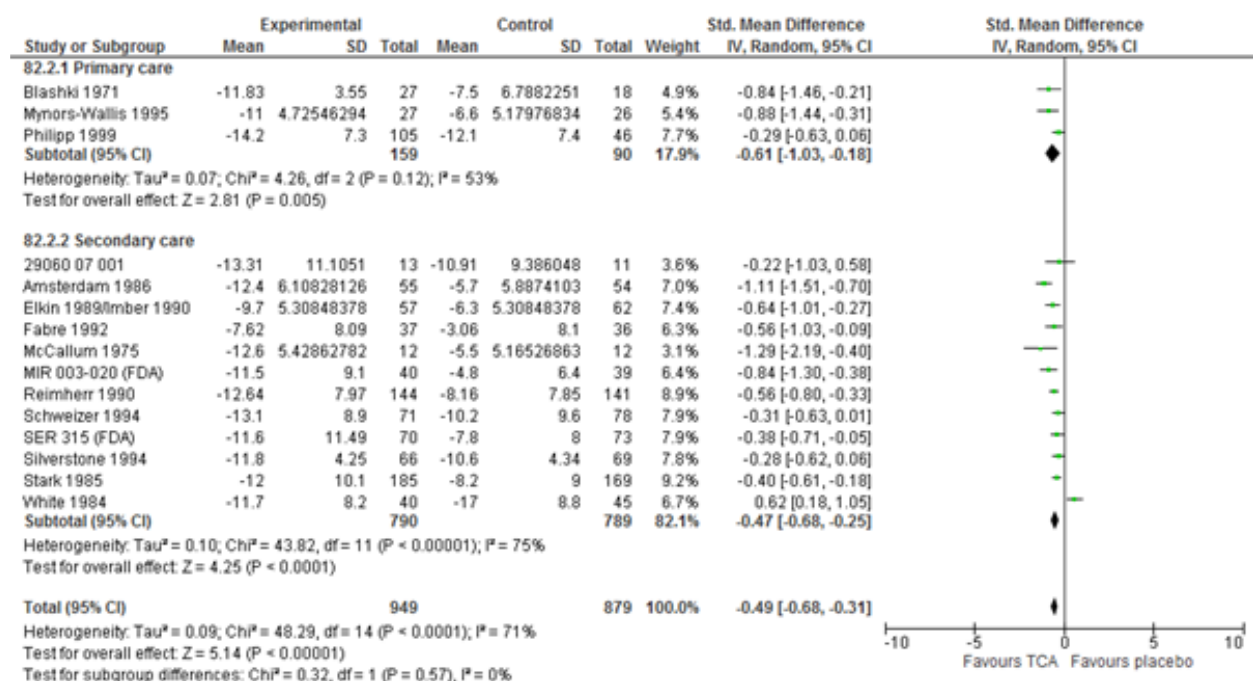 Experimental Control Std. Mean Difference Std. Mean Difference
Study or Subgroup Mean SD Total Mean SD Total Weight IV, Random, 95% CI IV, Random, 95% CI
82.2.1 Primary care
Blashki 1971 -11.83 3.55 27 -7.5 6.7882251 18 4.9% -0.84 [-1.46, -0.21]
Mynors-Wallis 1995 -11 4.72546294 27 -6.6 5.17976834 26 5.4% -0.88 [-1.44, -0.31]
Philipp 1999 -14.2 7.3 105 -12.1 7.4 46 7.7% -0.29 [-0.63, 0.06]
Subtotal (95% CI) 159 90 17.9% -0.61 [-1.03, -0.18]
Heterogeneity: Tau² = 0.07; Chi² = 4.26, df = 2 (P = 0.12); I² = 53%
Test for overall effect: Z = 2.81 (P = 0.005)
82.2.2 Secondary care
29060 07 001 -13.31 11.1051 13 -10.91 9.386048 11 3.6% -0.22 [-1.03, 0.58]
Amsterdam 1986 -12.4 6.10828126 55 -5.7 5.8874103 54 7.0% -1.11 [-1.51, -0.70]
Elkin 1989/Imber 1990 -9.7 5.30848378 57 -6.3 5.30848378 62 7.4% -0.64 [-1.01, -0.27]
Fabre 1992 -7.62 8.09 37 -3.06 8.1 36 6.3% -0.56 [-1.03, -0.09]
McCallum 1975 -12.6 5.42862782 12 -5.5 5.16526863 12 3.1% -1.29 [-2.19, -0.40]
MIR 003-020 (FDA) -11.5 9.1 40 -4.8 6.4 39 6.4% -0.84 [-1.30, -0.38]
Reimherr 1990 -12.64 7.97 144 -8.16 7.85 141 8.9% -0.56 [-0.80, -0.33]
Schweizer 1994 -13.1 8.9 71 -10.2 9.6 78 7.9% -0.31 [-0.63, 0.01]
SER 315 (FDA) -11.6 11.49 70 -7.8 8 73 7.9% -0.38 [-0.71, -0.05]
Silverstone 1994 -11.8 4.25 66 -10.6 4.34 69 7.8% -0.28 [-0.62, 0.06]
Stark 1985 -12 10.1 185 -8.2 9 169 9.2% -0.40 [-0.61, -0.18]
White 1984 -11.7 8.2 40 -17 8.8 45 6.7% 0.62 [0.18, 1.05]
Subtotal (95% CI) 790 789 82.1% -0.47 [-0.68, -0.25]
Heterogeneity: Tau² = 0.10; Chi² = 43.82, df = 11 (P < 0.00001); I² = 75%
Test for overall effect: Z = 4.25 (P < 0.0001)
Total (95% CI) 949 879 100.0% -0.49 [-0.68, -0.31]
Heterogeneity: Tau² = 0.09; Chi² = 48.29, df = 14 (P < 0.0001); I² = 71%
Test for overall effect: Z = 5.14 (P < 0.00001)
Test for subgroup differences: Chi² = 0.32, df = 1 (P = 0.57), I² = 0%
-10 -5 0 5 10
Favours TCA Favours placebo